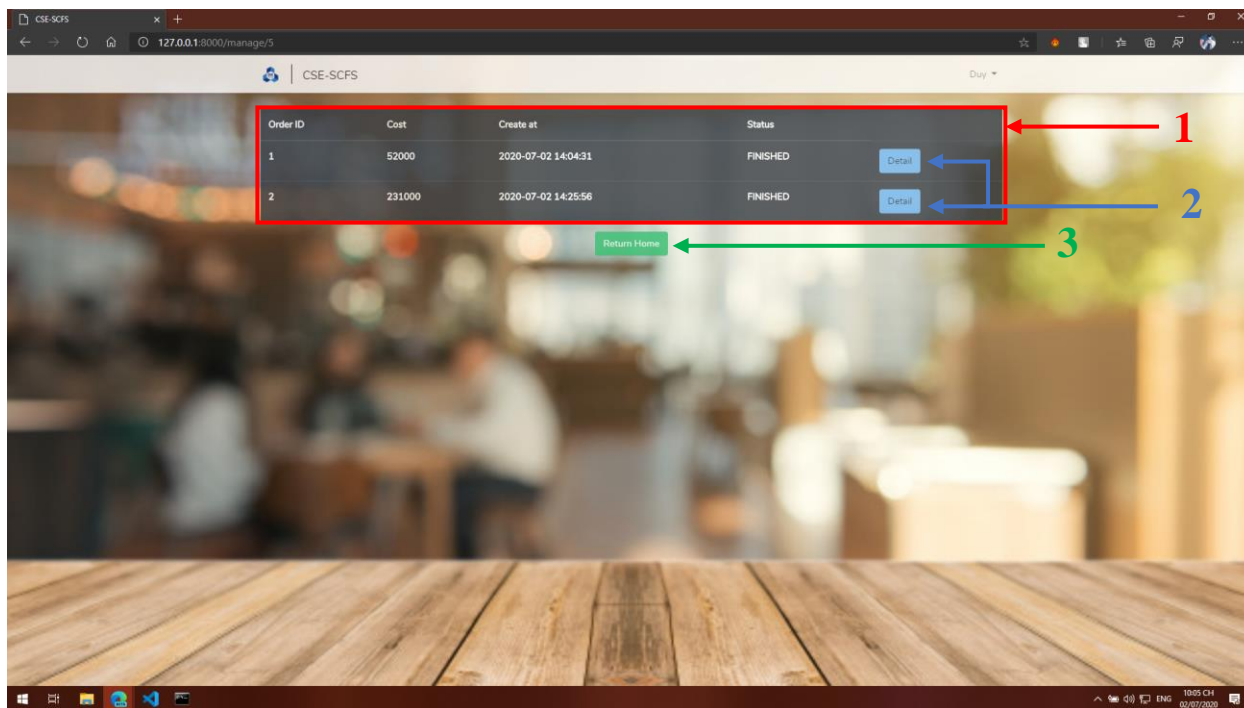 CSE-SCFS
127.0.0.1:8000/manage/5
CSE-SCFS
Duy
Order ID Cost Create at Status
1 52000 2020-07-02 14:04:31 FINISHED Detail
2 231000 2020-07-02 14:25:56 FINISHED Detail
Return Home
1
2
3
ENG
10:05 CH
02/07/2020